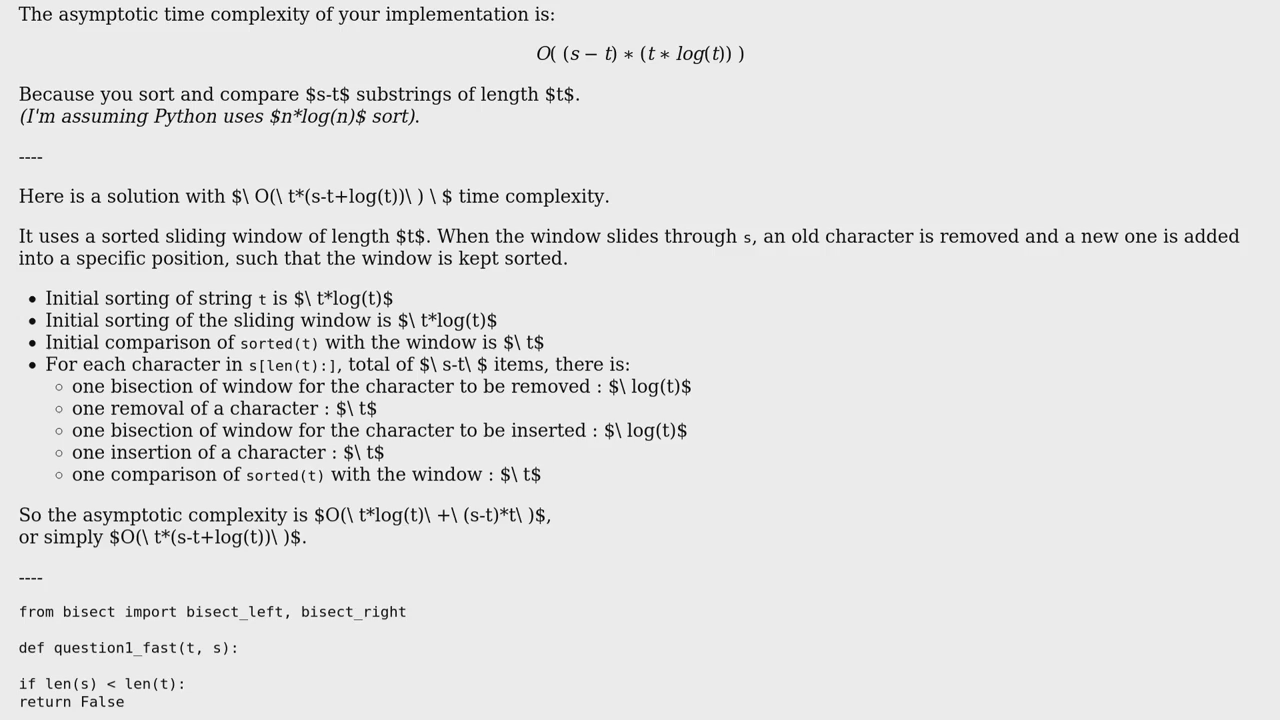 The asymptotic time complexity of your implementation is:
O( (s − t) ∗ (t ∗ log(t)) )
Because you sort and compare $s-t$ substrings of length $t$.
(I'm assuming Python uses $n*log(n)$ sort).
----
Here is a solution with $\ O(\ t*(s-t+log(t))\ ) \ $ time complexity.
It uses a sorted sliding window of length $t$. When the window slides through s, an old character is removed and a new one is added
into a specific position, such that the window is kept sorted.
• Initial sorting of string t is $\ t*log(t)$
• Initial sorting of the sliding window is $\ t*log(t)$
• Initial comparison of sorted(t) with the window is $\ t$
• For each character in s[len(t):], total of $\ s-t\ $ items, there is:
◦ one bisection of window for the character to be removed : $\ log(t)$
◦ one removal of a character : $\ t$
◦ one bisection of window for the character to be inserted : $\ log(t)$
◦ one insertion of a character : $\ t$
◦ one comparison of sorted(t) with the window : $\ t$
So the asymptotic complexity is $O(\ t*log(t)\ +\ (s-t)*t\ )$,
or simply $O(\ t*(s-t+log(t))\ )$.
----
from bisect import bisect_left, bisect_right
def question1_fast(t, s):
if len(s) < len(t):
return False